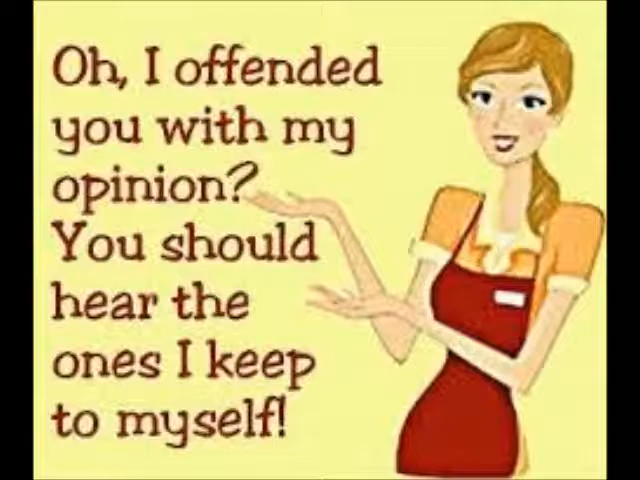 Oh, I offended
you with my
opinion?
You should
hear the
ones I keep
to myself!